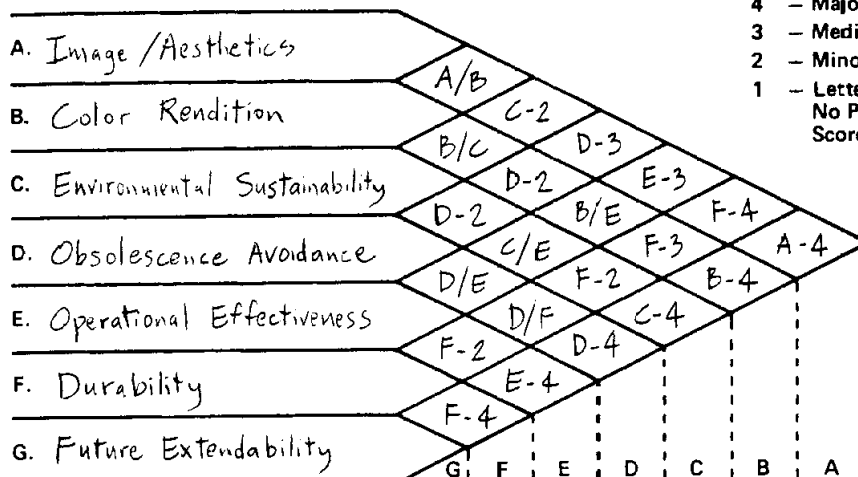 4 – Majo
3 – Medi
2 – Mino
1 – Lette
No P
Scor
A. Image/Aesthetics
A/B
B. Color Rendition
C-2
B/C
D-3
C. Environmental Sustainability
D-2
E-3
D-2
B/E
F-4
D. Obsolescence Avoidance
C/E
F-3
A-4
D/E
F-2
B-4
E. Operational Effectiveness
D/F
C-4
F-2
D-4
F. Durability
E-4
F-4
G. Future Extendability
G F E D C B A